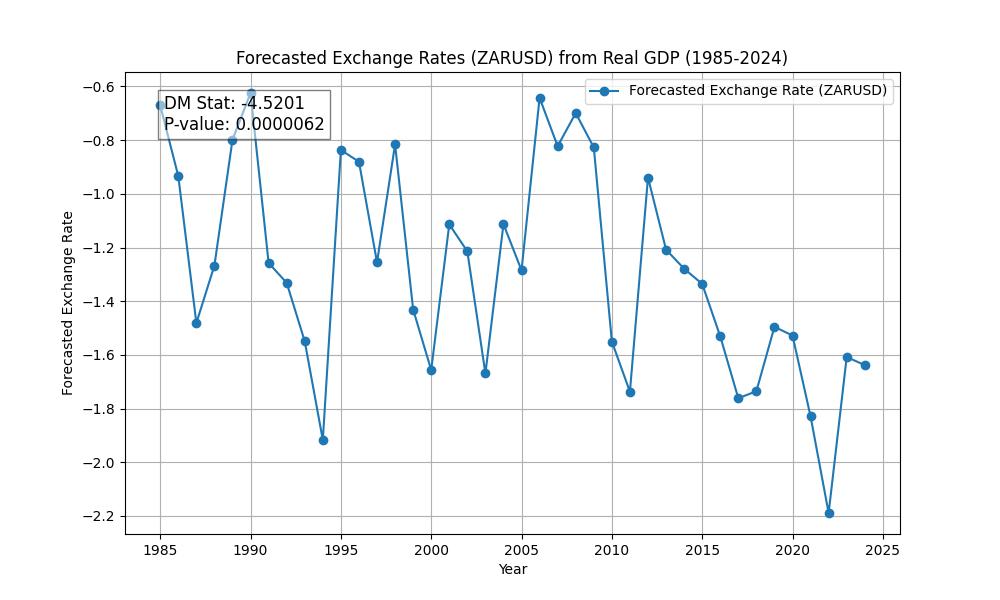 Forecasted Exchange Rates (ZARUSD) from Real GDP (1985-2024)
DM Stat: -4.5201
P-value: 0.0000062
Forecasted Exchange Rate (ZARUSD)
Forecasted Exchange Rate
−0.6
−0.8
−1.0
−1.2
−1.4
−1.6
−1.8
−2.0
−2.2
1985 1990 1995 2000 2005 2010 2015 2020 2025
Year